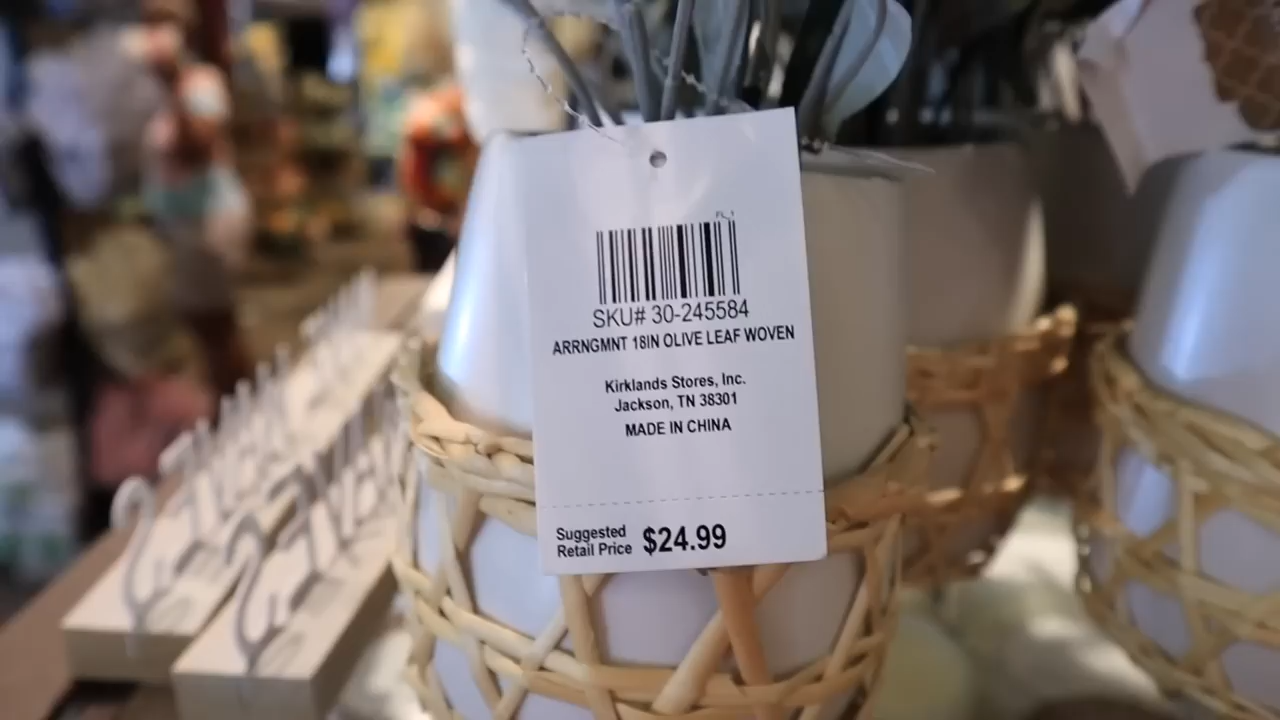 FL_1
SKU# 30-245584
ARRNGMNT 18IN OLIVE LEAF WOVEN
Kirklands Stores, Inc.
Jackson, TN 38301
MADE IN CHINA
Suggested
Retail Price $24.99